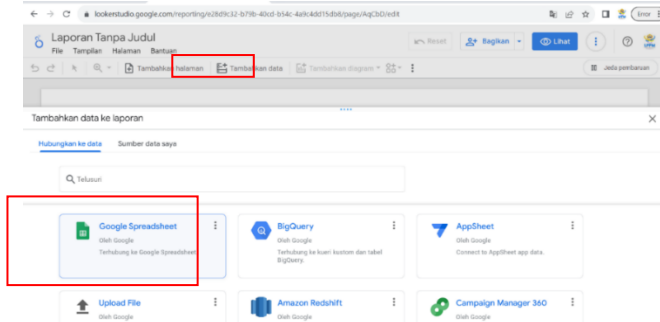 lookerstudio.google.com/reporting/e28d9c32-b79b-40cd-b54c-4a9c4dd15db8/page/AqCbD/edit
Error
Laporan Tanpa Judul
File Tampilan Halaman Bantuan
Reset
Bagikan
Lihat
Tambahkan halaman
Tambahkan data
Tambahkan diagram
Jeda pembaruan
Tambahkan data ke laporan
Hubungkan ke data
Sumber data saya
Telusuri
Google Spreadsheet
Oleh Google
Terhubung ke Google Spreadsheet
BigQuery
Oleh Google
Terhubung ke kueri kustom dan tabel
BigQuery.
AppSheet
Oleh Google
Connect to AppSheet app data.
Upload File
Oleh Google
Amazon Redshift
Oleh Google
Campaign Manager 360
Oleh Google